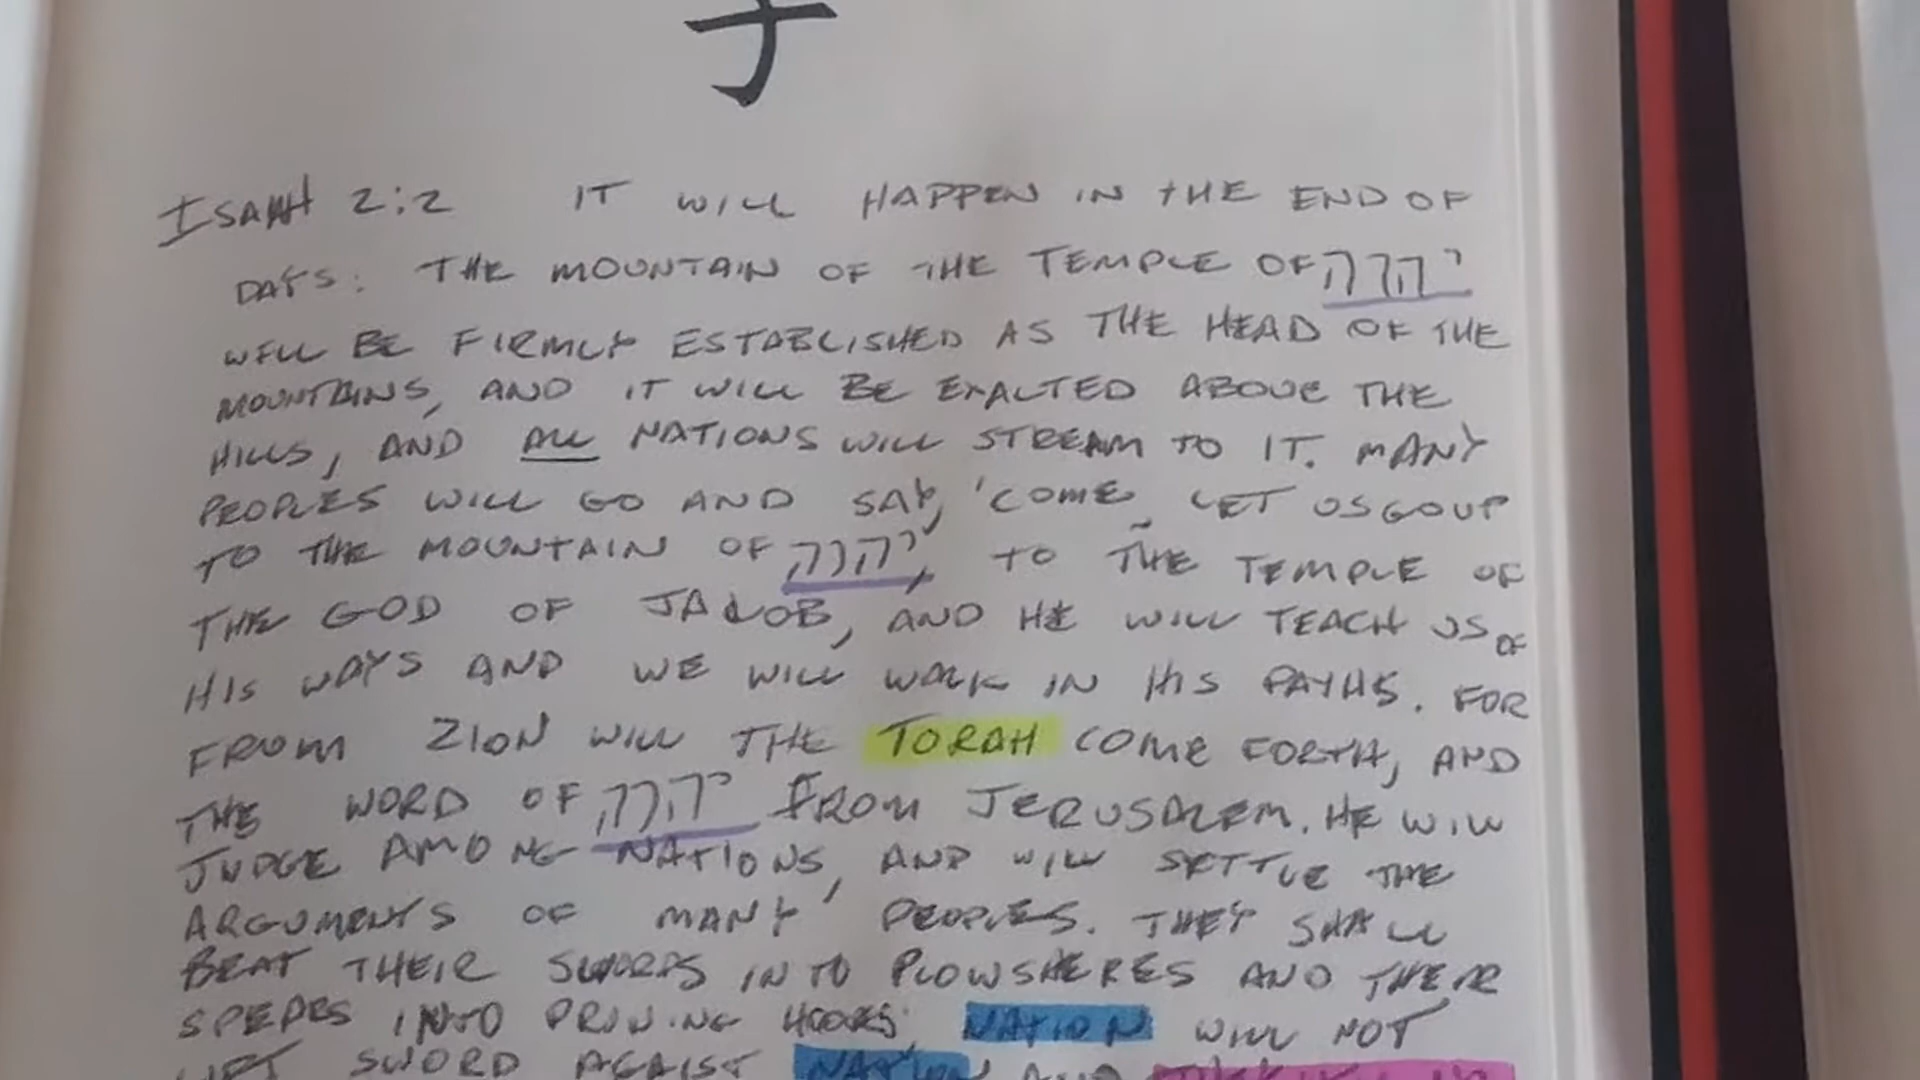 子
ISAIAH 2:2 IT WILL HAPPEN IN THE END OF
DAYS: THE MOUNTAIN OF THE TEMPLE OF יהוה
WILL BE FIRMLY ESTABLISHED AS THE HEAD OF THE
MOUNTAINS, AND IT WILL BE EXALTED ABOVE THE
HILLS, AND ALL NATIONS WILL STREAM TO IT. MANY
PEOPLES WILL GO AND SAY, 'COME, LET US GO UP
TO THE MOUNTAIN OF יהוה, TO THE TEMPLE OF
THE GOD OF JACOB, AND HE WILL TEACH US OF
HIS WAYS AND WE WILL WALK IN HIS PATHS. FOR
FROM ZION WILL THE TORAH COME FORTH, AND
THE WORD OF יהוה FROM JERUSALEM. HE WILL
JUDGE AMONG NATIONS, AND WILL SETTLE THE
ARGUMENTS OF MANY PEOPLES. THEY SHALL
BEAT THEIR SWORDS INTO PLOWSHERES AND THEIR
SPEARS INTO PRUNING HOOKS; NATION WILL NOT
LIFT SWORD AGAIST NATION AND